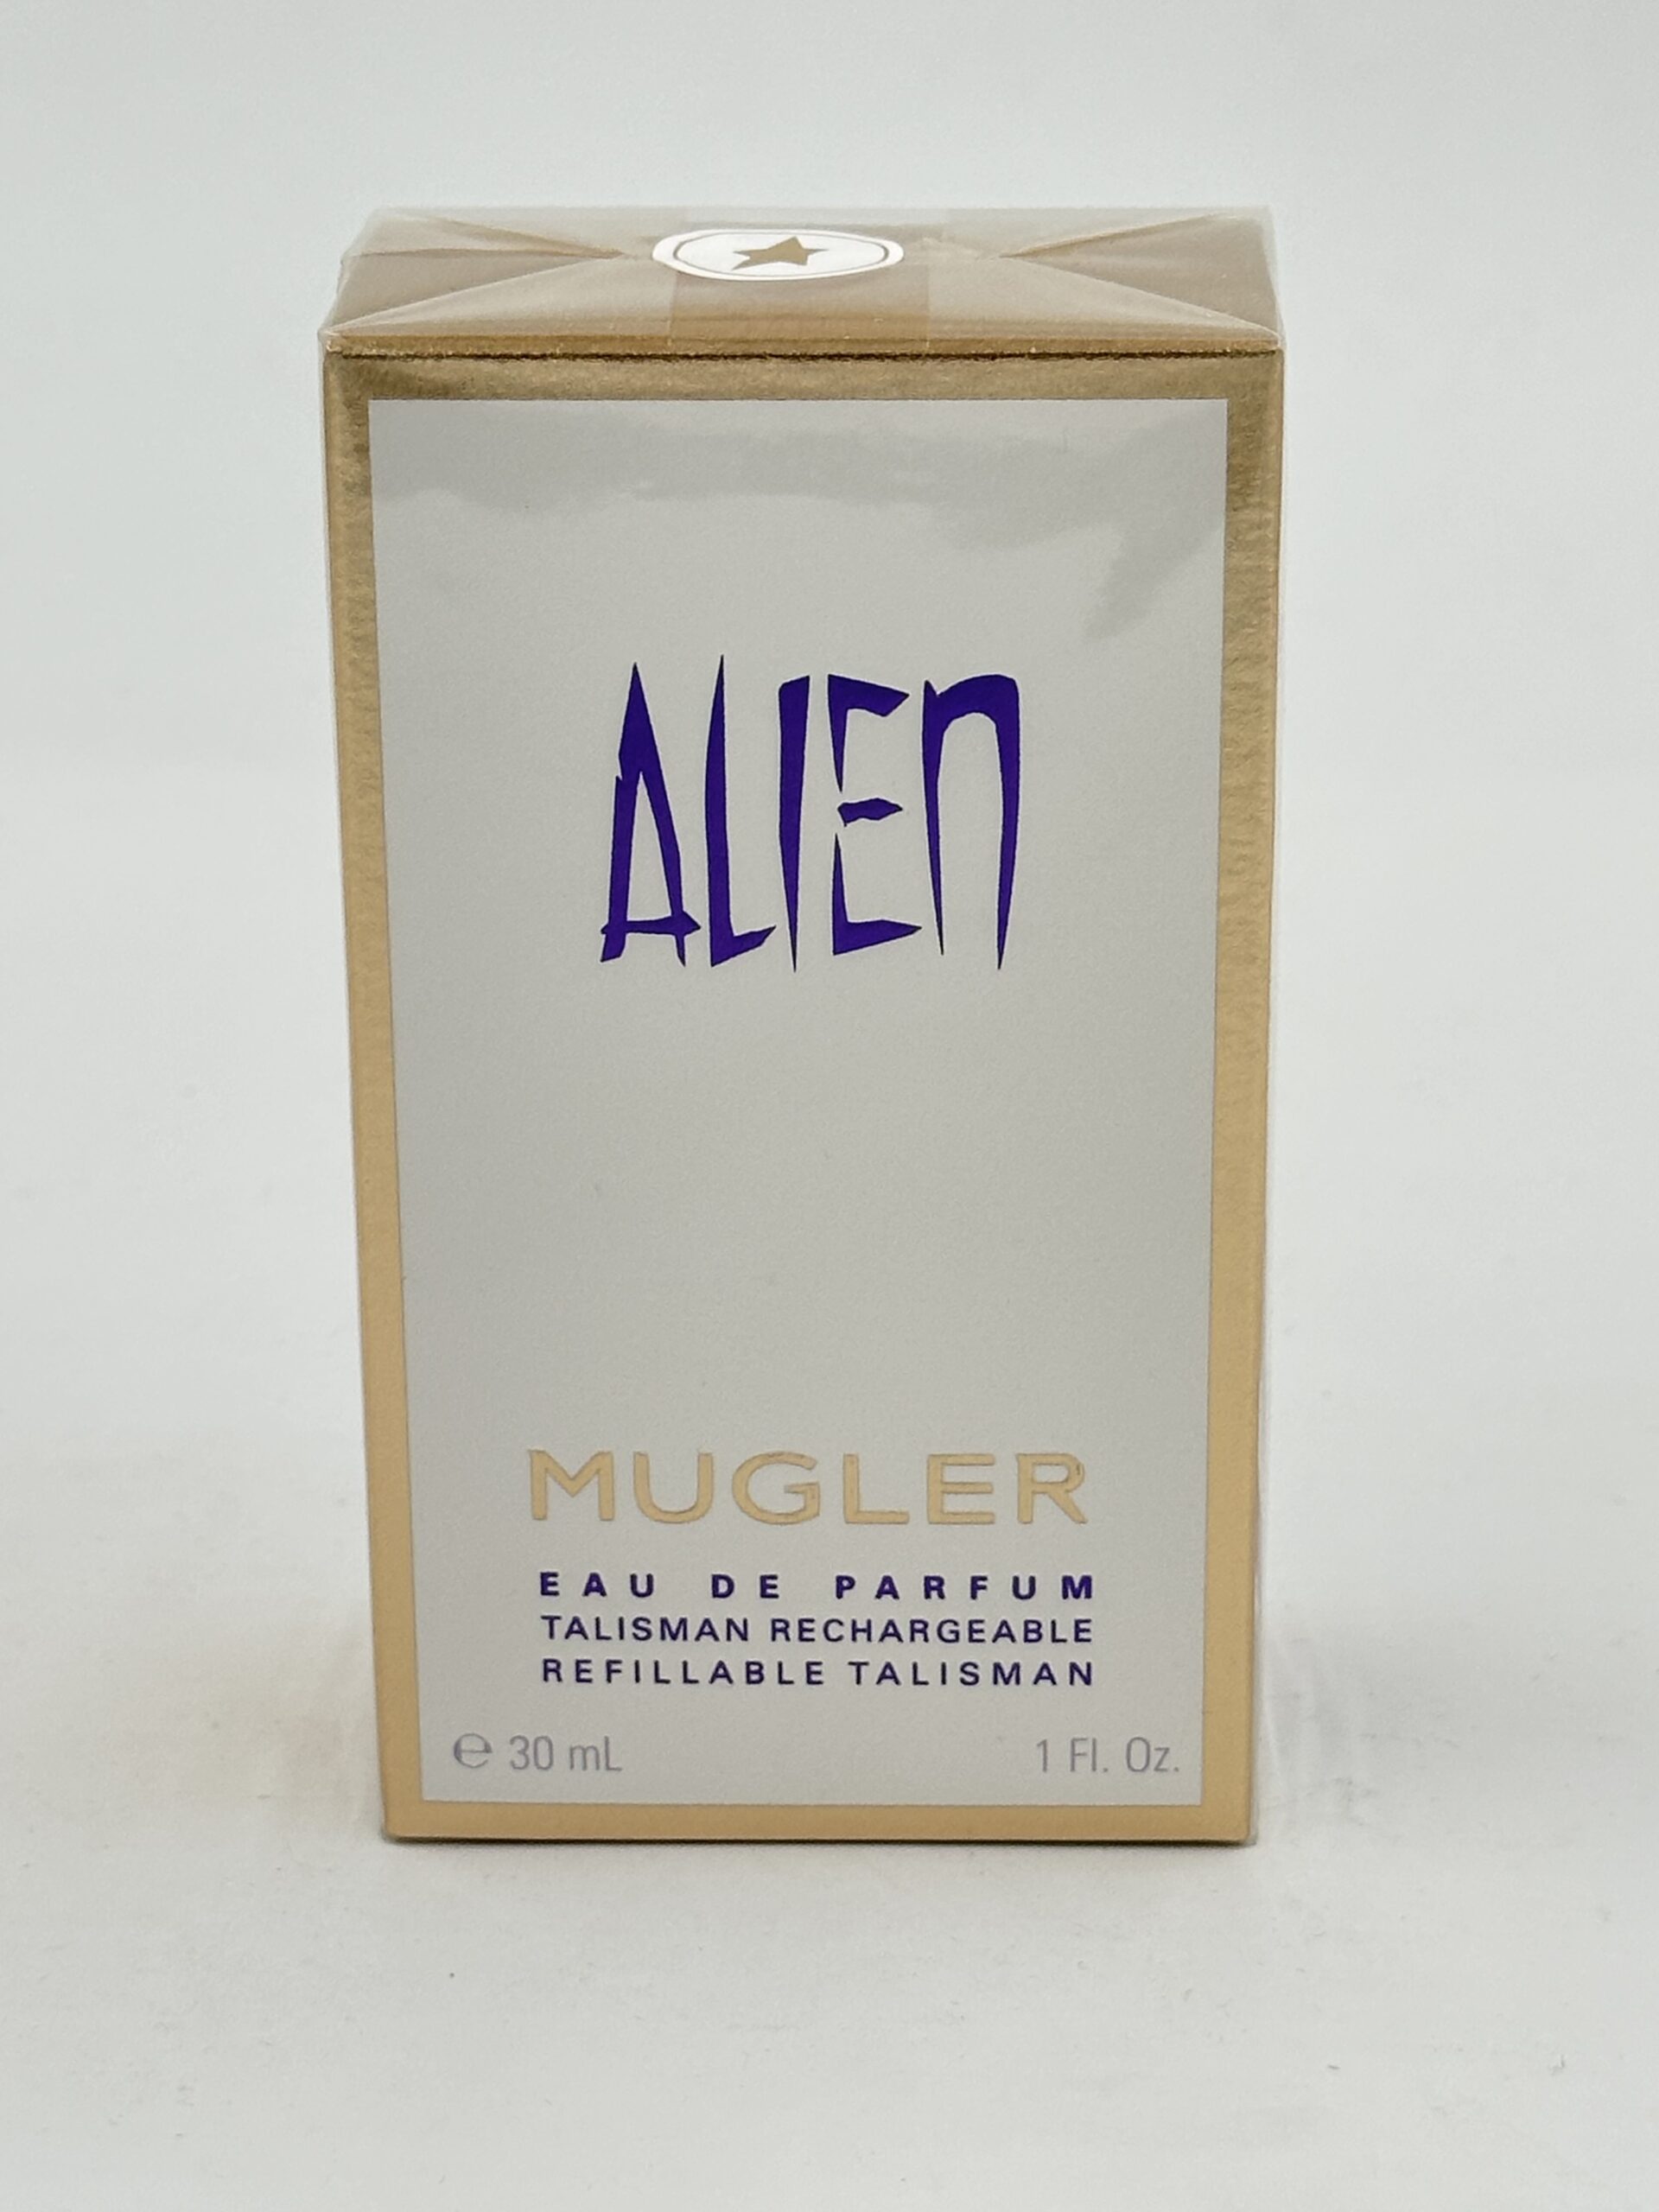 ALIEN
MUGLER
EAU DE PARFUM
TALISMAN RECHARGEABLE
REFILLABLE TALISMAN
℮ 30 mL 1 Fl. Oz.